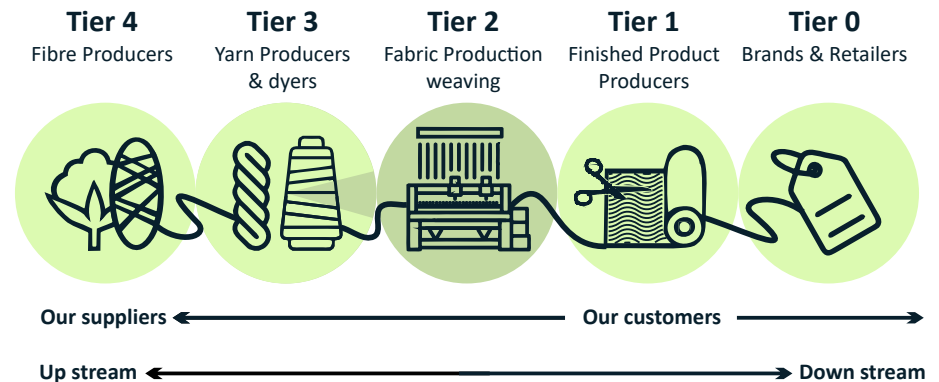 Tier 4
Fibre Producers
Tier 3
Yarn Producers
& dyers
Tier 2
Fabric Production
weaving
Tier 1
Finished Product
Producers
Tier 0
Brands & Retailers
Our suppliers
Our customers
Up stream
Down stream